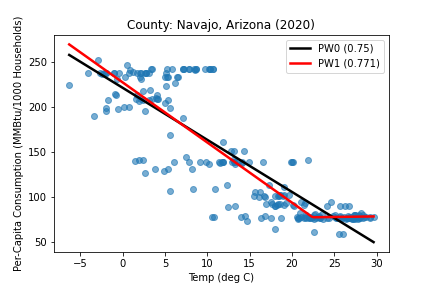 County: Navajo, Arizona (2020)
Per-Capita Consumption (MMBtu/1000 Households)
250
200
150
100
50
PW0 (0.75)
PW1 (0.771)
−5
0
5
10
15
20
25
30
Temp (deg C)